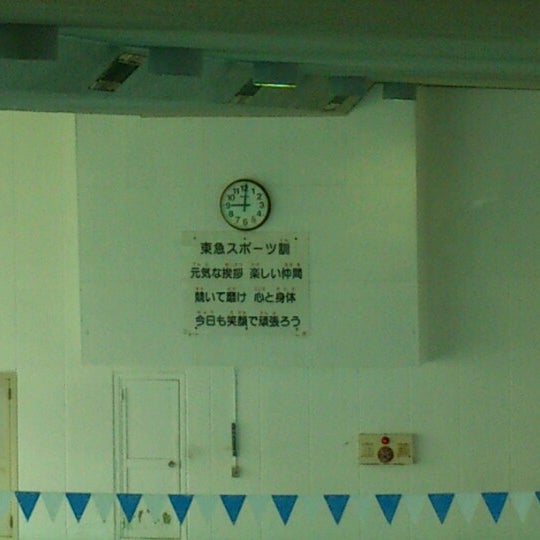 東急スポーツ訓
元気な挨拶 楽しい仲間
競いて磨け 心と身体
今日も笑顔で頑張ろう